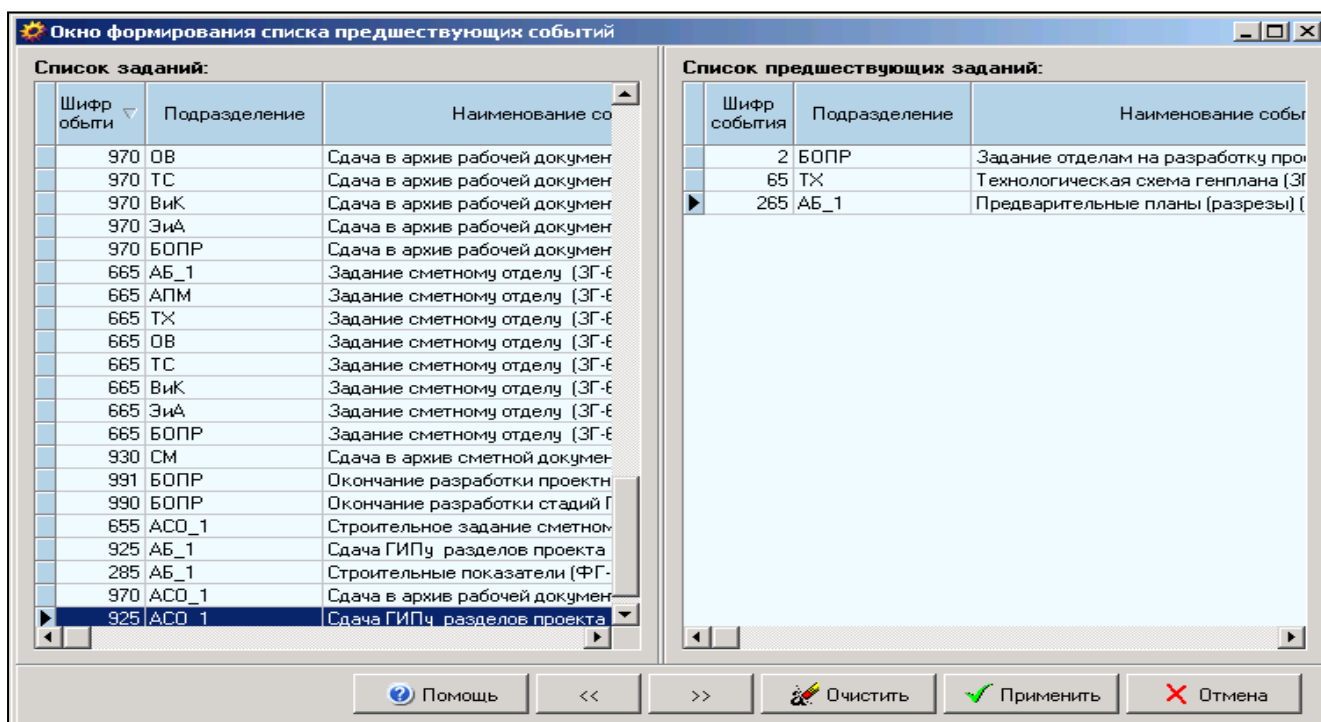 Окно формирования списка предшествующих событий
Список заданий:
Шифр обыти Подразделение Наименование со
970 ОВ Сдача в архив рабочей докумен
970 ТС Сдача в архив рабочей докумен
970 ВиК Сдача в архив рабочей докумен
970 ЭиА Сдача в архив рабочей докумен
970 БОПР Сдача в архив рабочей докумен
665 АБ_1 Задание сметному отделу (ЗГ-6
665 АПМ Задание сметному отделу (ЗГ-6
665 ТХ Задание сметному отделу (ЗГ-6
665 ОВ Задание сметному отделу (ЗГ-6
665 ТС Задание сметному отделу (ЗГ-6
665 ВиК Задание сметному отделу (ЗГ-6
665 ЭиА Задание сметному отделу (ЗГ-6
665 БОПР Задание сметному отделу (ЗГ-6
930 СМ Сдача в архив сметной докумен
991 БОПР Окончание разработки проектн
990 БОПР Окончание разработки стадий П
655 АСО_1 Строительное задание сметном
925 АБ_1 Сдача ГИПу разделов проекта
285 АБ_1 Строительные показатели (ФГ-
970 АСО_1 Сдача в архив рабочей докумен
925 АСО_1 Сдача ГИПу разделов проекта
Список предшествующих заданий:
Шифр события Подразделение Наименование собы
2 БОПР Задание отделам на разработку про
65 ТХ Технологическая схема генплана (ЗГ
265 АБ_1 Предварительные планы (разрезы) (
Помощь << >> Очистить Применить Отмена